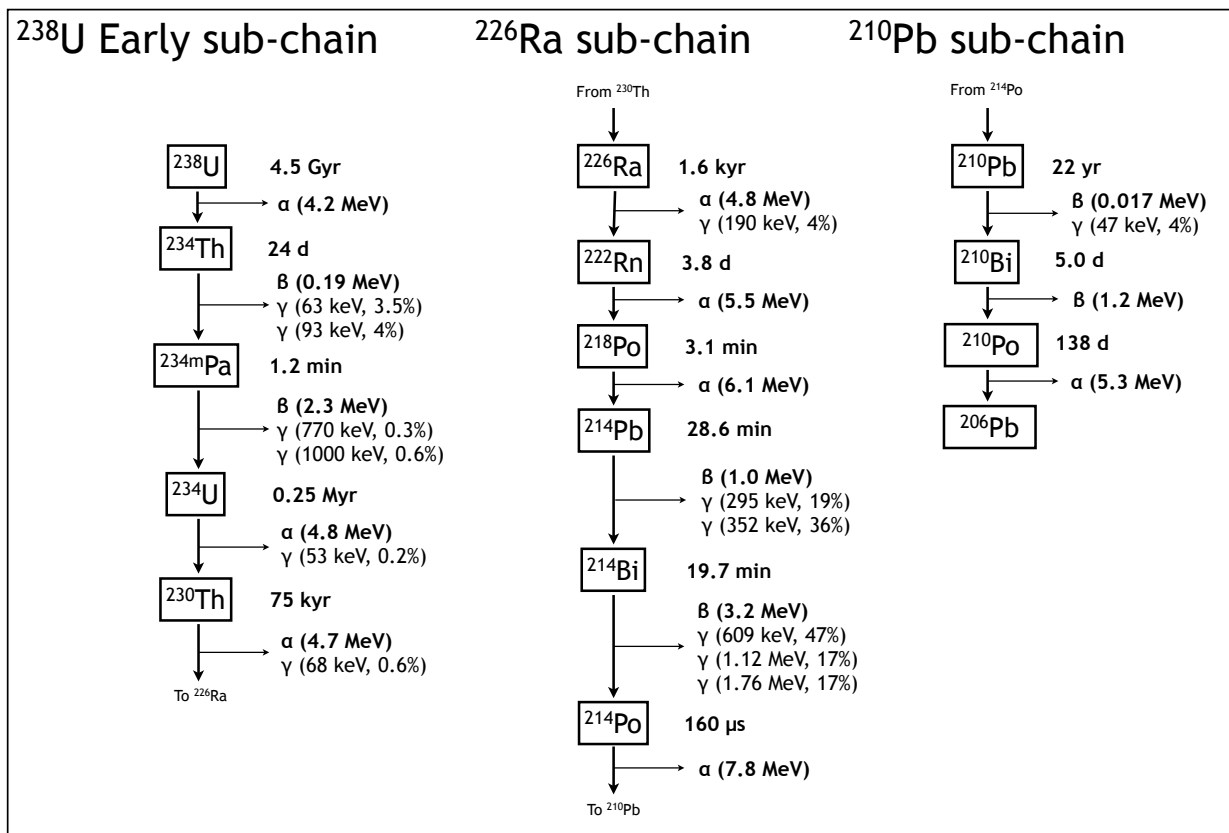 ²³⁸U Early sub-chain
²³⁸U
4.5 Gyr
α (4.2 MeV)
²³⁴Th
24 d
ß (0.19 MeV)
γ (63 keV, 3.5%)
γ (93 keV, 4%)
²³⁴ᵐPa
1.2 min
ß (2.3 MeV)
γ (770 keV, 0.3%)
γ (1000 keV, 0.6%)
²³⁴U
0.25 Myr
α (4.8 MeV)
γ (53 keV, 0.2%)
²³⁰Th
75 kyr
α (4.7 MeV)
γ (68 keV, 0.6%)
To ²²⁶Ra
²²⁶Ra sub-chain
From ²³⁰Th
²²⁶Ra
1.6 kyr
α (4.8 MeV)
γ (190 keV, 4%)
²²²Rn
3.8 d
α (5.5 MeV)
²¹⁸Po
3.1 min
α (6.1 MeV)
²¹⁴Pb
28.6 min
ß (1.0 MeV)
γ (295 keV, 19%)
γ (352 keV, 36%)
²¹⁴Bi
19.7 min
ß (3.2 MeV)
γ (609 keV, 47%)
γ (1.12 MeV, 17%)
γ (1.76 MeV, 17%)
²¹⁴Po
160 µs
α (7.8 MeV)
To ²¹⁰Pb
²¹⁰Pb sub-chain
From ²¹⁴Po
²¹⁰Pb
22 yr
ß (0.017 MeV)
γ (47 keV, 4%)
²¹⁰Bi
5.0 d
ß (1.2 MeV)
²¹⁰Po
138 d
α (5.3 MeV)
²⁰⁶Pb